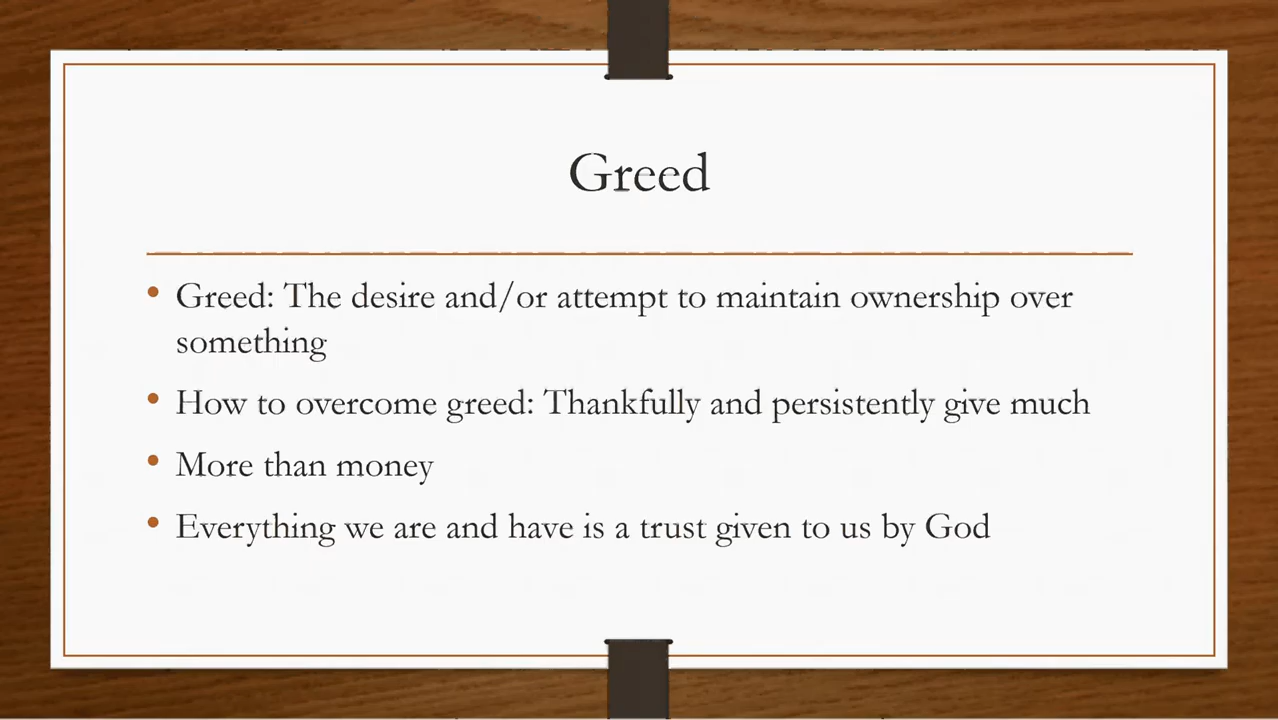 Greed
• Greed: The desire and/or attempt to maintain ownership over
something
• How to overcome greed: Thankfully and persistently give much
• More than money
• Everything we are and have is a trust given to us by God